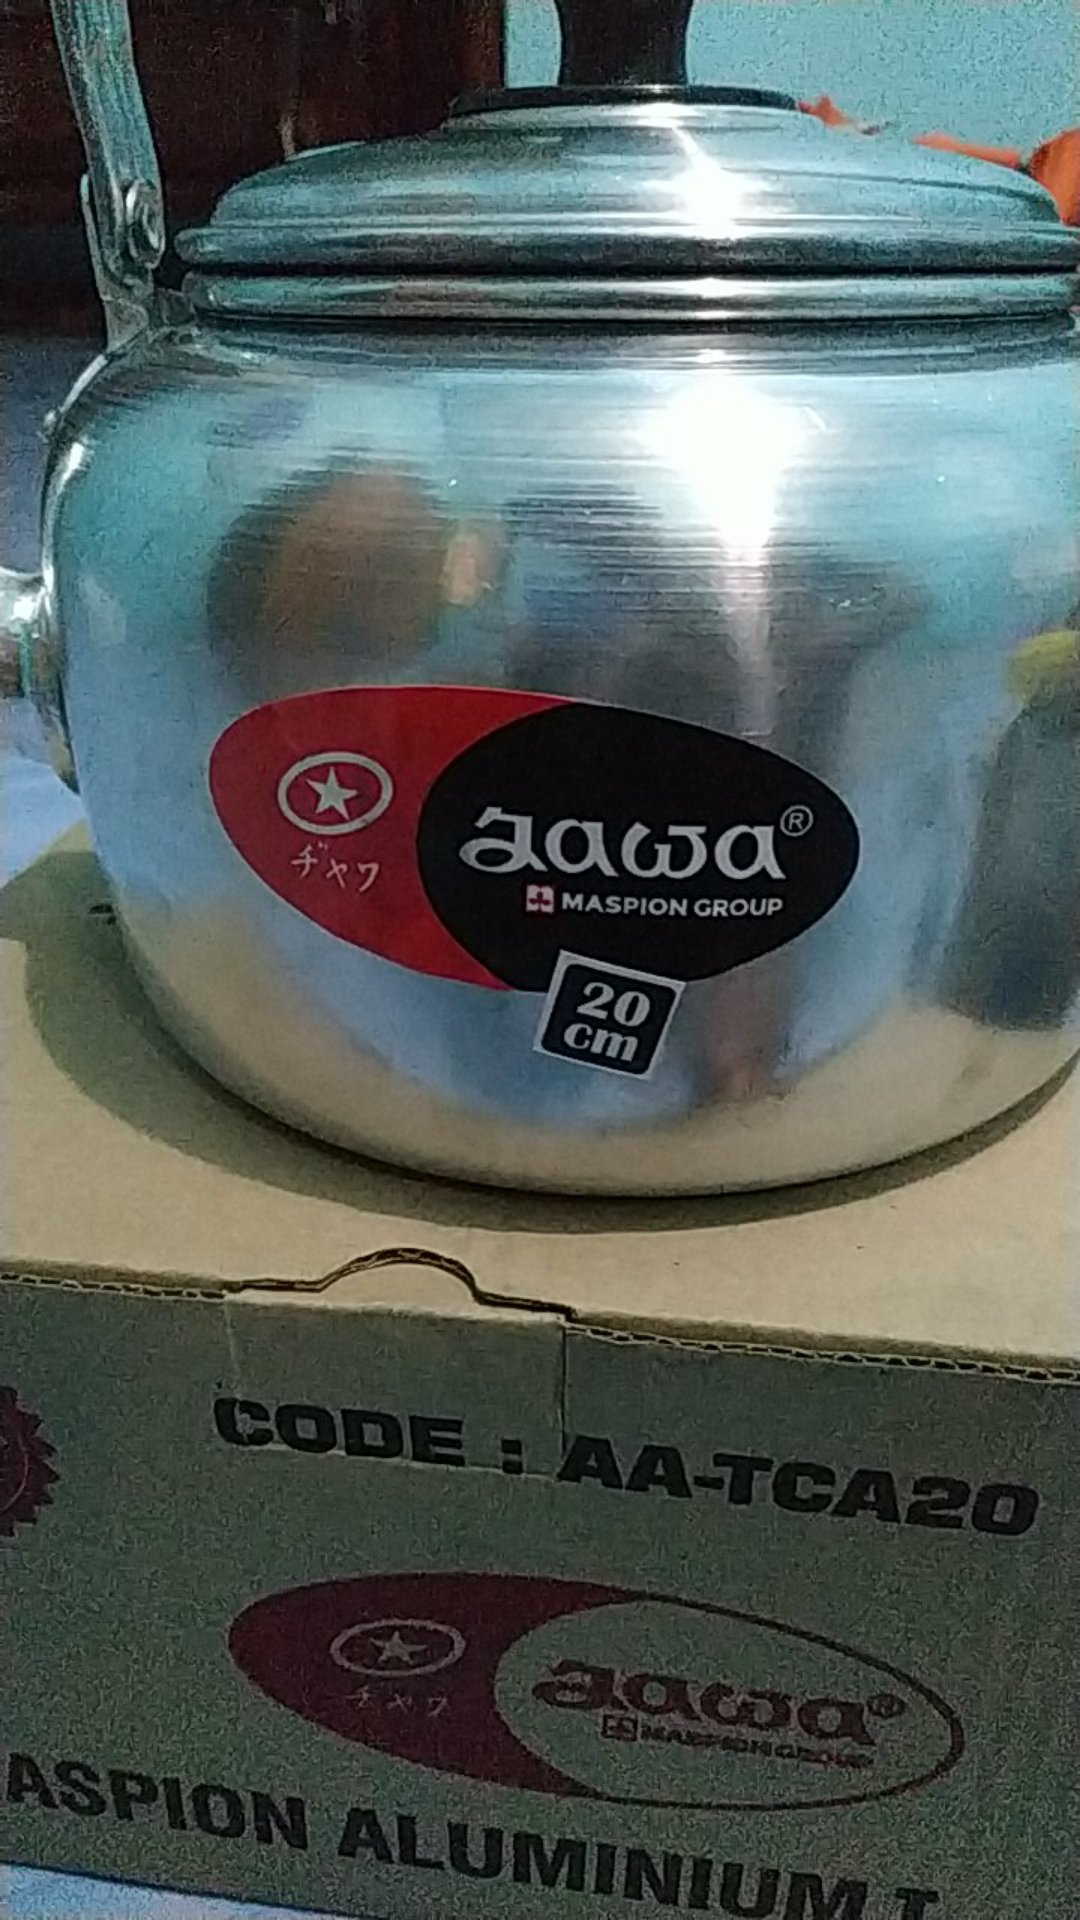 ヂャワ
Jawa®
MASPION GROUP
20
cm
CODE : AA-TCA20
ヂャワ
Jawa®
MASPION GROUP
ASPION ALUMINIUM T